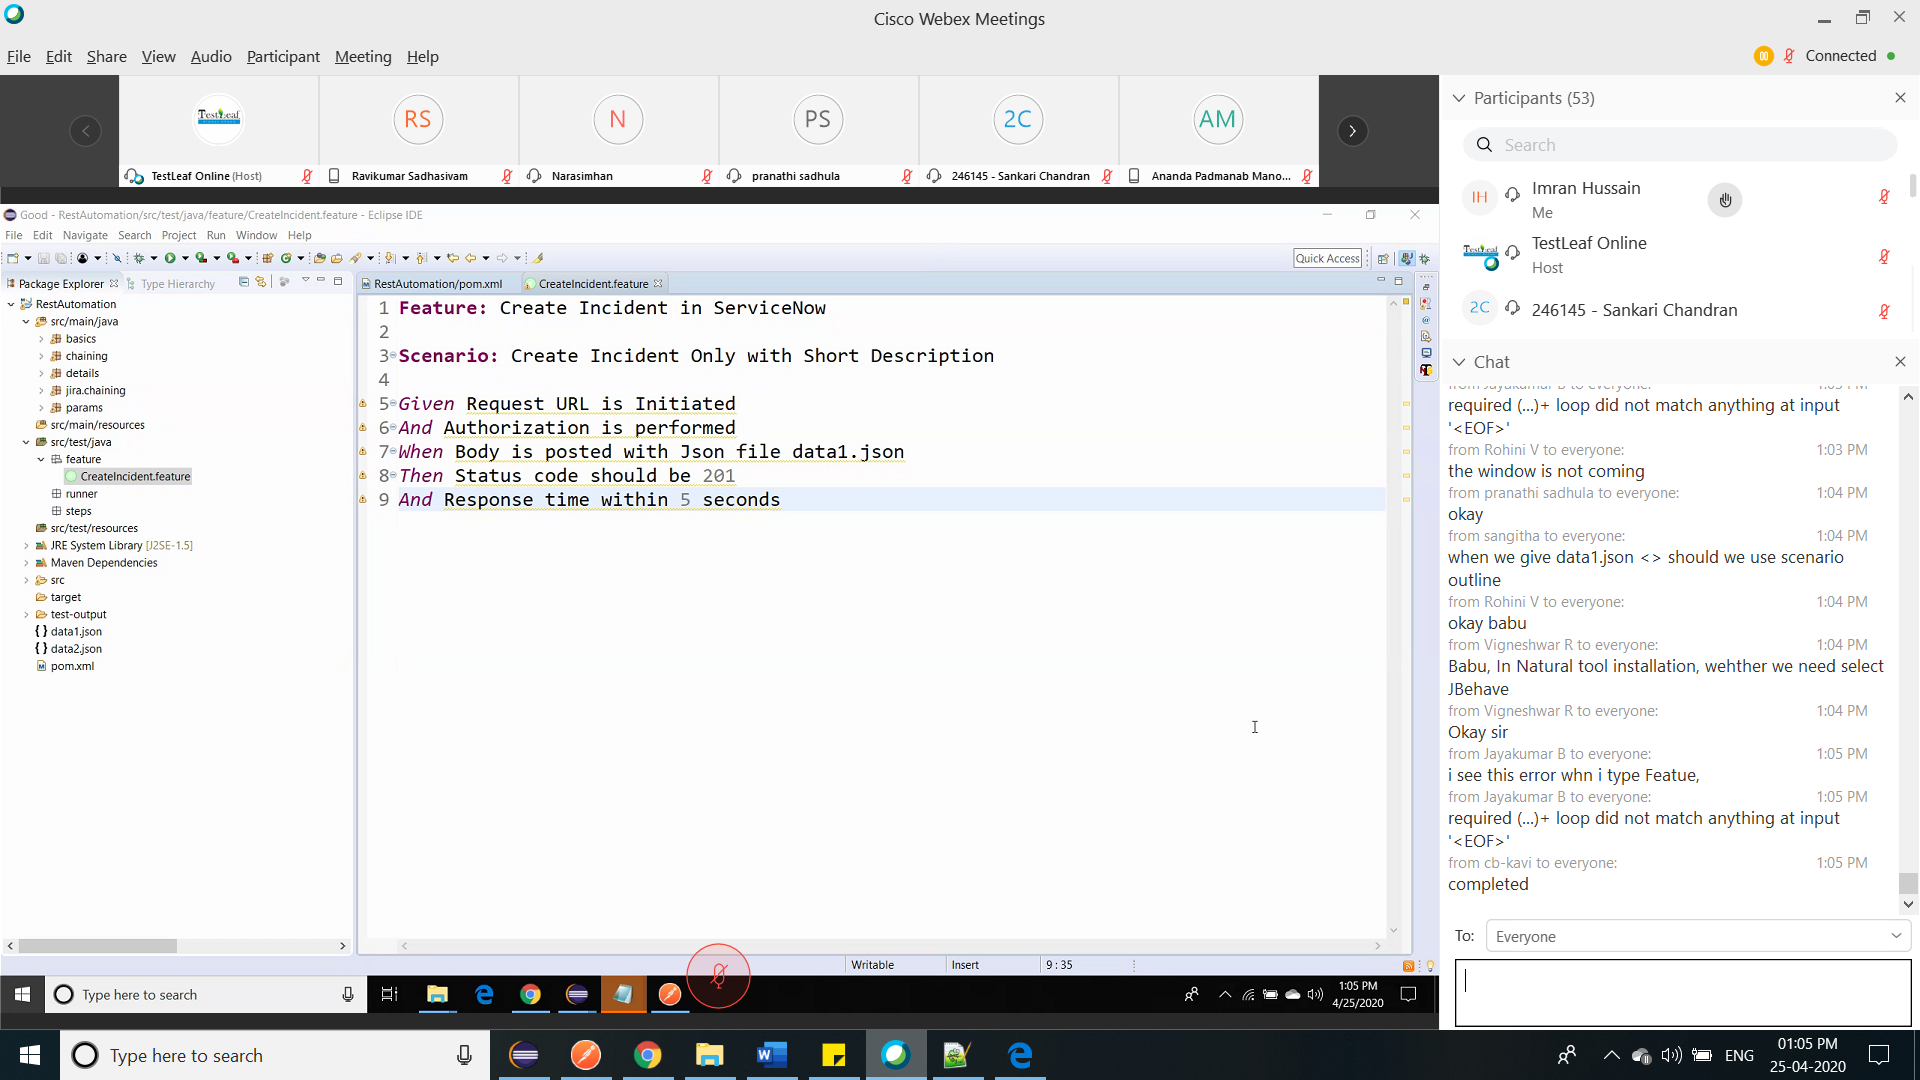 Cisco Webex Meetings
File Edit Share View Audio Participant Meeting Help
Connected
TestLeaf
RS
N
PS
2C
AM
TestLeaf Online (Host)
Ravikumar Sadhasivam
Narasimhan
pranathi sadhula
246145 - Sankari Chandran
Ananda Padmanab Mano...
Good - RestAutomation/src/test/java/feature/CreateIncident.feature - Eclipse IDE
File Edit Navigate Search Project Run Window Help
Quick Access
Package Explorer
Type Hierarchy
RestAutomation/pom.xml
CreateIncident.feature
RestAutomation
src/main/java
basics
chaining
details
jira.chaining
params
src/main/resources
src/test/java
feature
CreateIncident.feature
runner
steps
src/test/resources
JRE System Library [J2SE-1.5]
Maven Dependencies
src
target
test-output
data1.json
data2.json
pom.xml
1 Feature: Create Incident in ServiceNow
2
3 Scenario: Create Incident Only with Short Description
4
5 Given Request URL is Initiated
6 And Authorization is performed
7 When Body is posted with Json file data1.json
8 Then Status code should be 201
9 And Response time within 5 seconds
Writable
Insert
9 : 35
Type here to search
1:05 PM
4/25/2020
Participants (53)
Search
IH
Imran Hussain
Me
TestLeaf Online
Host
2C
246145 - Sankari Chandran
Chat
from Jayakumar B to everyone: 1:03 PM
required (...)+ loop did not match anything at input
'<EOF>'
from Rohini V to everyone: 1:03 PM
the window is not coming
from pranathi sadhula to everyone: 1:04 PM
okay
from sangitha to everyone: 1:04 PM
when we give data1.json <> should we use scenario
outline
from Rohini V to everyone: 1:04 PM
okay babu
from Vigneshwar R to everyone: 1:04 PM
Babu, In Natural tool installation, wehther we need select
JBehave
from Vigneshwar R to everyone: 1:04 PM
Okay sir
from Jayakumar B to everyone: 1:05 PM
i see this error whn i type Featue,
from Jayakumar B to everyone: 1:05 PM
required (...)+ loop did not match anything at input
'<EOF>'
from cb-kavi to everyone: 1:05 PM
completed
To: Everyone
Type here to search
ENG
01:05 PM
25-04-2020